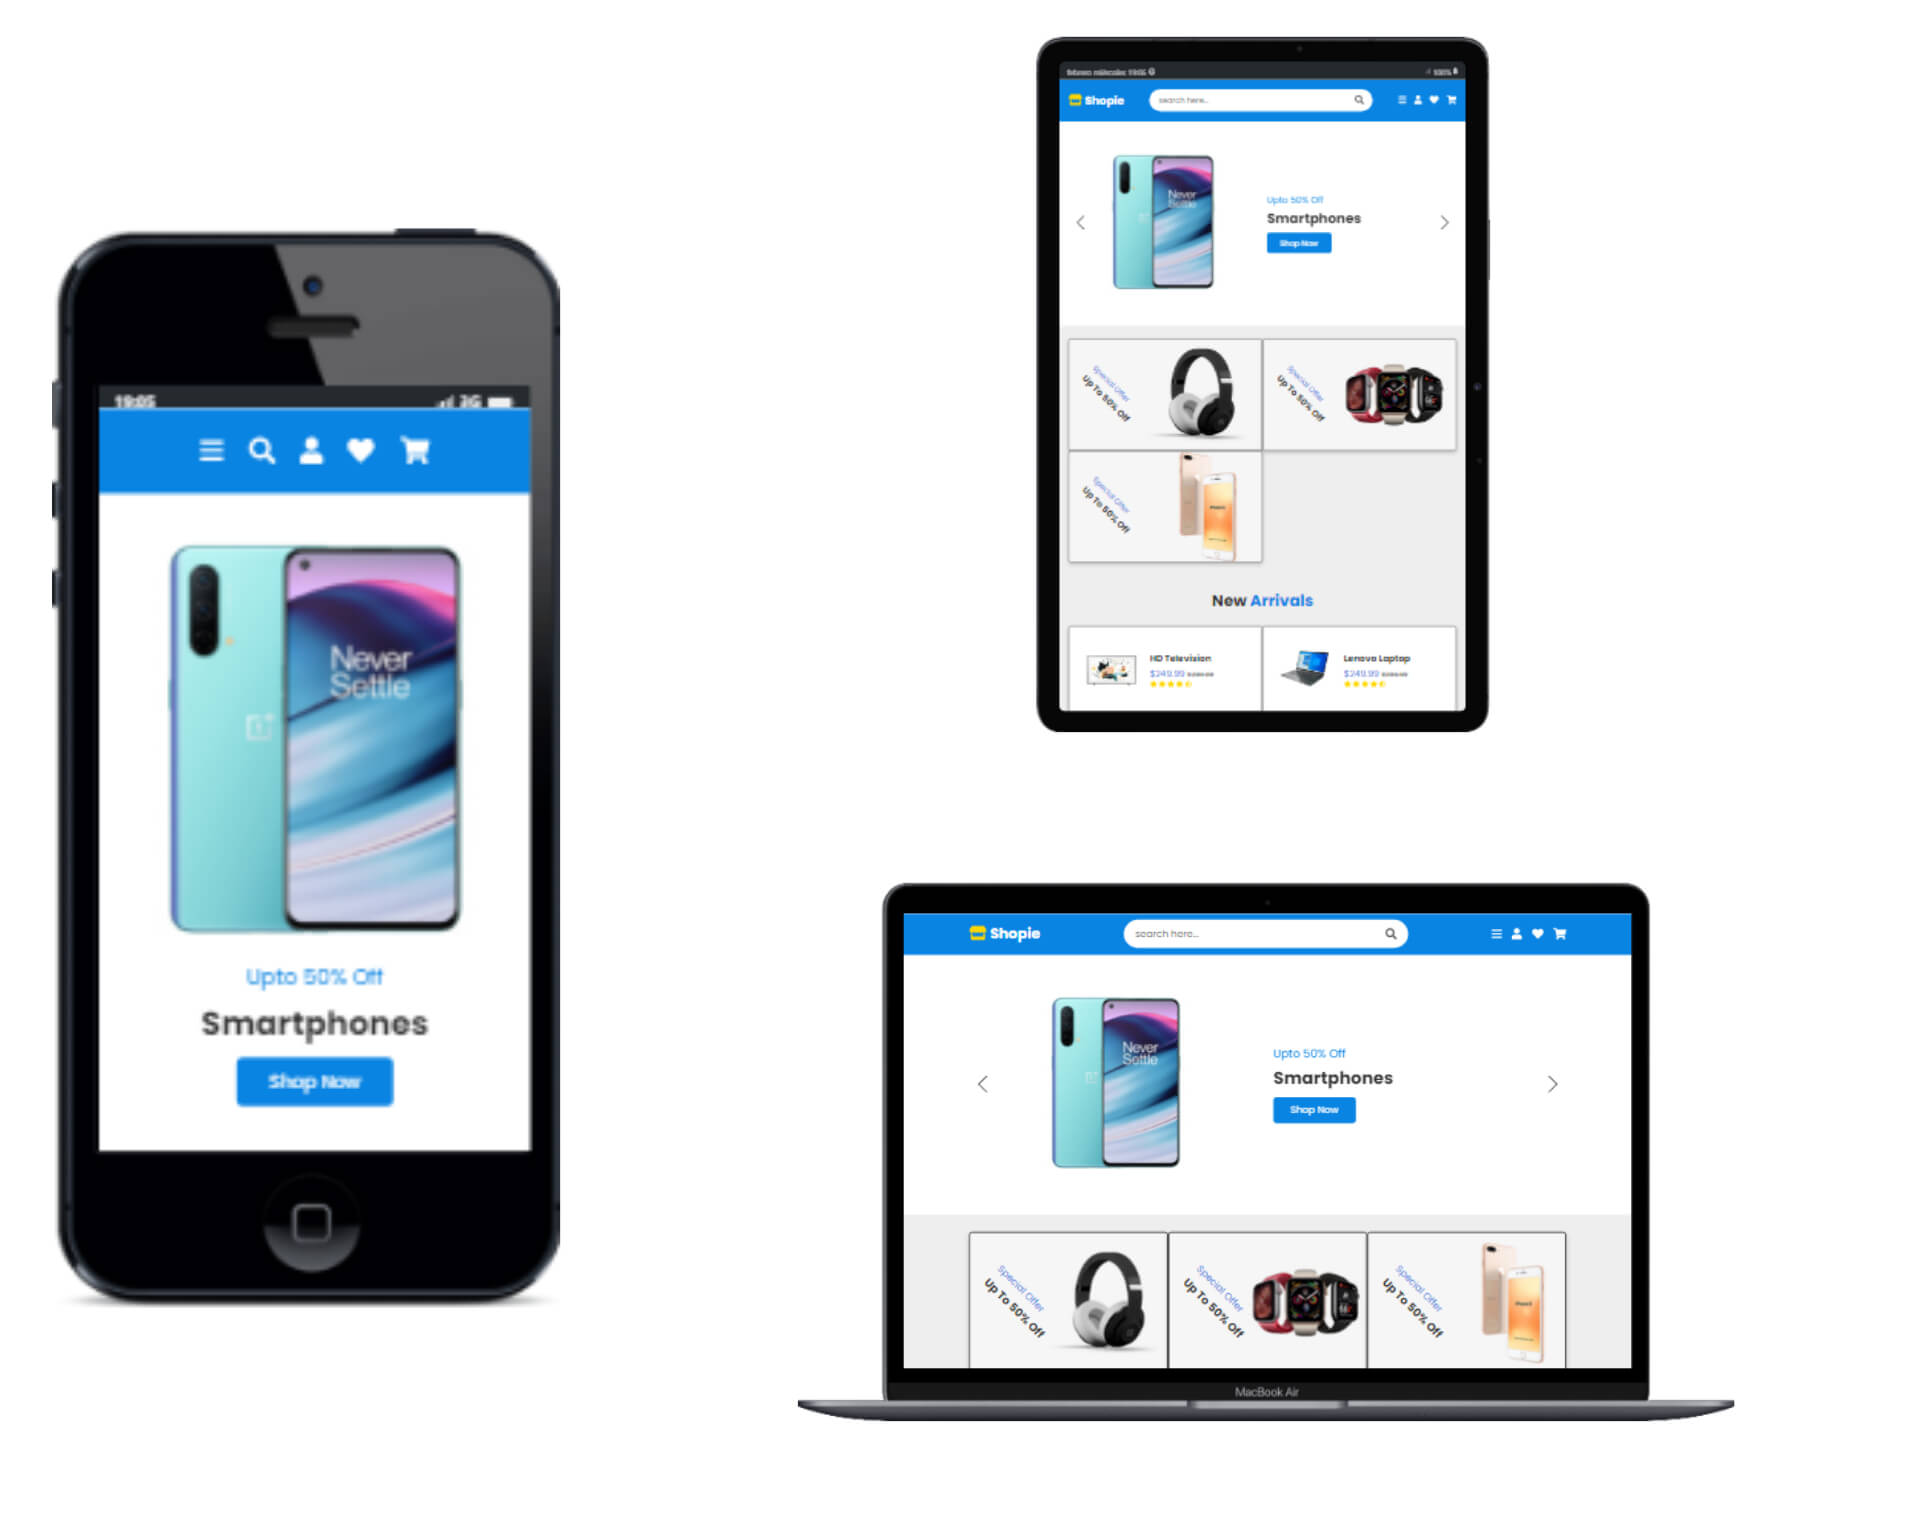 19:05
3G
Never
Settle
Upto 50% Off
Smartphones
Shop Now
100%
Shopie
search here...
Never
Settle
Upto 50% Off
Smartphones
Shop Now
Special Offer
Up To 50% Off
Special Offer
Up To 50% Off
Special Offer
Up To 50% Off
New Arrivals
HD Television
$249.99
Lenovo Laptop
$249.99
Shopie
search here...
Never
Settle
Upto 50% Off
Smartphones
Shop Now
Special Offer
Up To 50% Off
Special Offer
Up To 50% Off
Special Offer
Up To 50% Off
MacBook Air